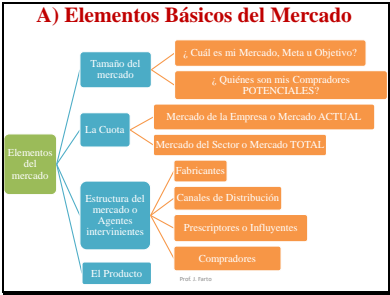 A) Elementos Básicos del Mercado
Elementos
del
mercado
Tamaño del
mercado
¿ Cuál es mi Mercado, Meta u Objetivo?
¿ Quiénes son mis Compradores
POTENCIALES?
La Cuota
Mercado de la Empresa o Mercado ACTUAL
Mercado del Sector o Mercado TOTAL
Estructura del
mercado o
Agentes
intervinientes
Fabricantes
Canales de Distribución
Prescriptores o Influyentes
Compradores
El Producto
Prof. J. Farto